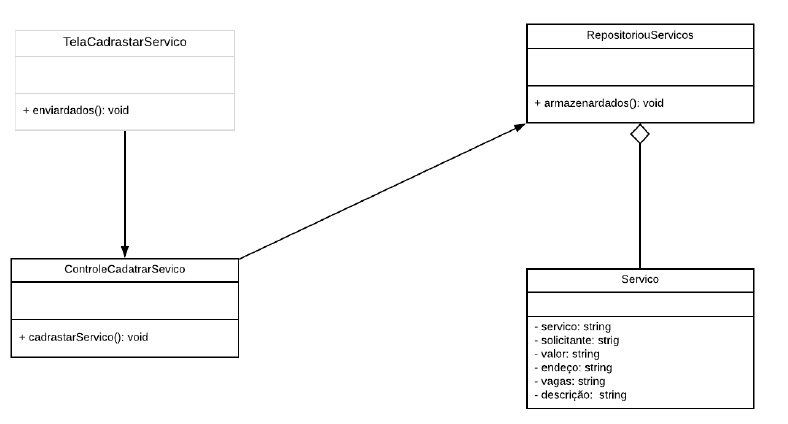 TelaCadrastarServico
+ enviardados(): void
RepositoriouServicos
+ armazenardados(): void
ControleCadatrarSevico
+ cadrastarServico(): void
Servico
- servico: string
- solicitante: strig
- valor: string
- endeço: string
- vagas: string
- descrição: string